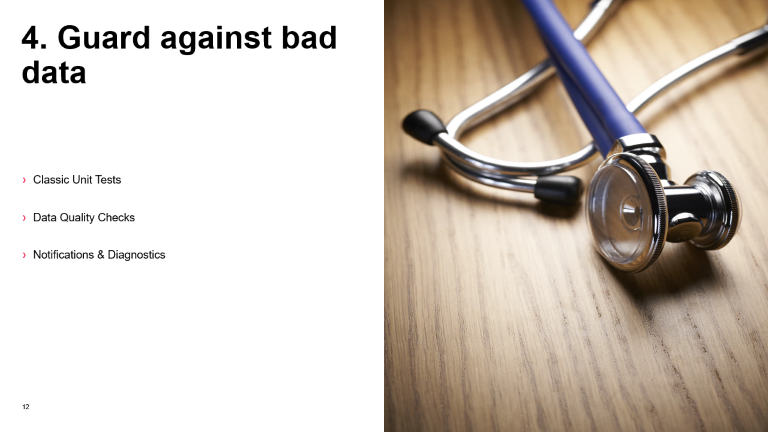 4. Guard against bad
data
› Classic Unit Tests
› Data Quality Checks
› Notifications & Diagnostics
12